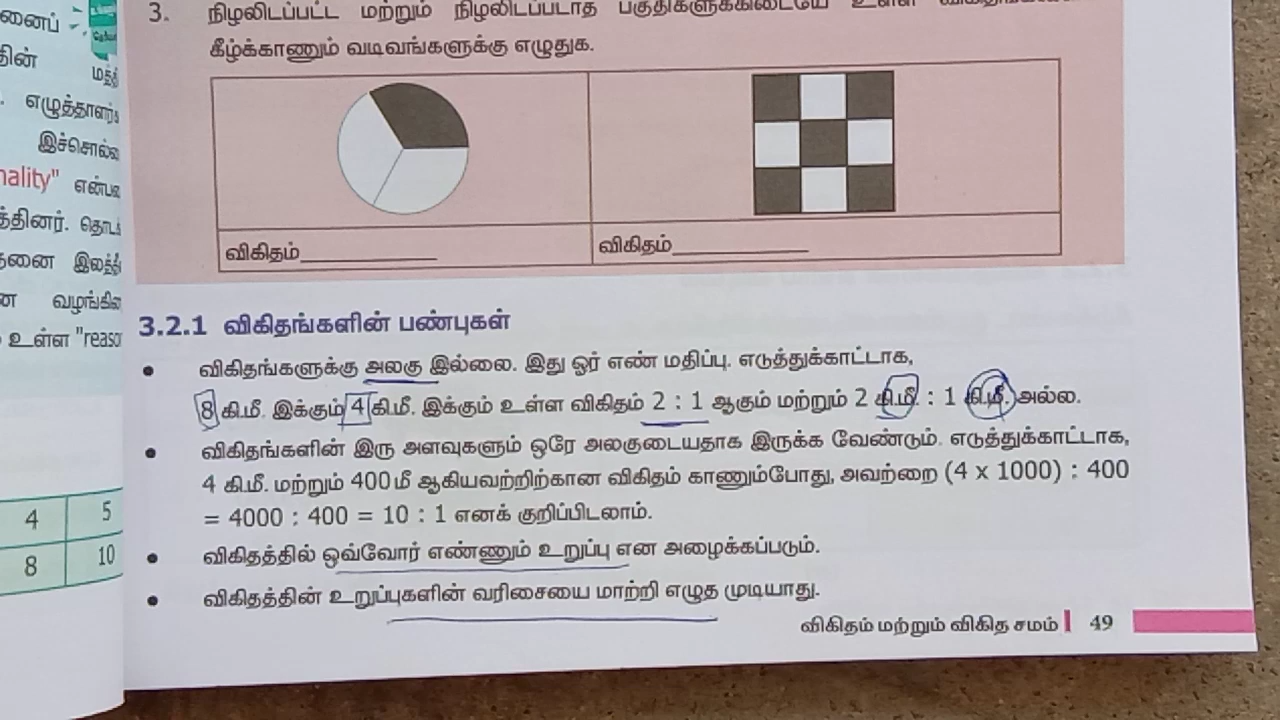 னைப்
தின் மத்தி
. எழுத்தாளர்க
இச்சொல்லை
nality" என்பன
த்தினர்.
தனை
ன வழங்கின
உள்ள "reaso
4 5
8 10
3. நிழலிடப்பட்ட மற்றும் நிழலிடப்படாத பகுதிகளுக்கிடையே உள்ள
கீழ்க்காணும் வடிவங்களுக்கு எழுதுக.
விகிதம்____________ விகிதம்____________
3.2.1 விகிதங்களின் பண்புகள்
• விகிதங்களுக்கு அலகு இல்லை. இது ஓர் எண் மதிப்பு. எடுத்துக்காட்டாக,
8 கி.மீ. இக்கும் 4 கி.மீ. இக்கும் உள்ள விகிதம் 2 : 1 ஆகும் மற்றும் 2 கி.மீ. : 1 கி.மீ. அல்ல.
• விகிதங்களின் இரு அளவுகளும் ஒரே அலகுடையதாக இருக்க வேண்டும். எடுத்துக்காட்டாக,
4 கி.மீ. மற்றும் 400மீ ஆகியவற்றிற்கான விகிதம் காணும்போது, அவற்றை (4 x 1000) : 400
= 4000 : 400 = 10 : 1 எனக் குறிப்பிடலாம்.
• விகிதத்தில் ஒவ்வோர் எண்ணும் உறுப்பு என அழைக்கப்படும்.
• விகிதத்தின் உறுப்புகளின் வரிசையை மாற்றி எழுத முடியாது.
விகிதம் மற்றும் விகித சமம் 49